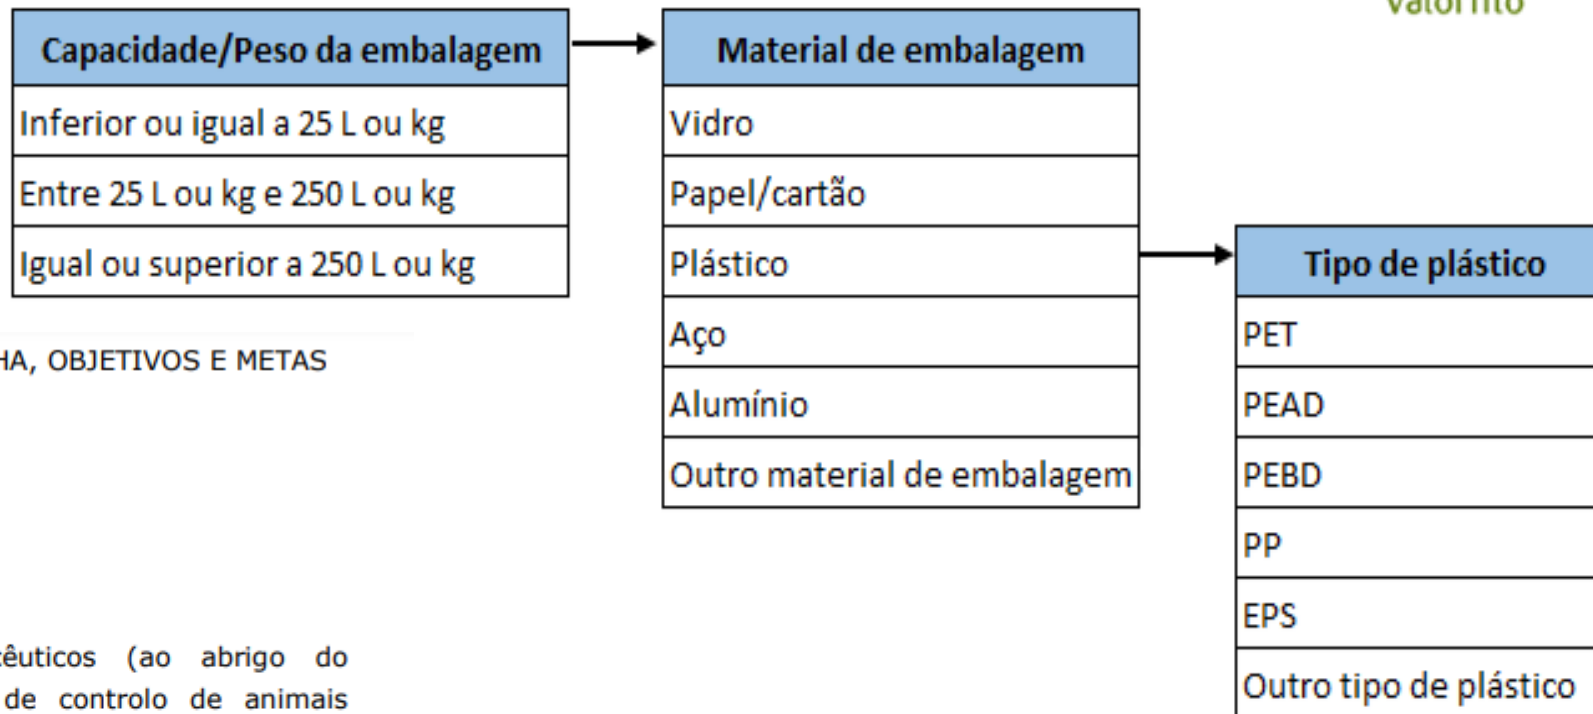 Capacidade/Peso da embalagem
Inferior ou igual a 25 L ou kg
Entre 25 L ou kg e 250 L ou kg
Igual ou superior a 250 L ou kg
Material de embalagem
Vidro
Papel/cartão
Plástico
Aço
Alumínio
Outro material de embalagem
Tipo de plástico
PET
PEAD
PEBD
PP
EPS
Outro tipo de plástico
OBJETIVOS E METAS
(ao abrigo do
de controlo de animais